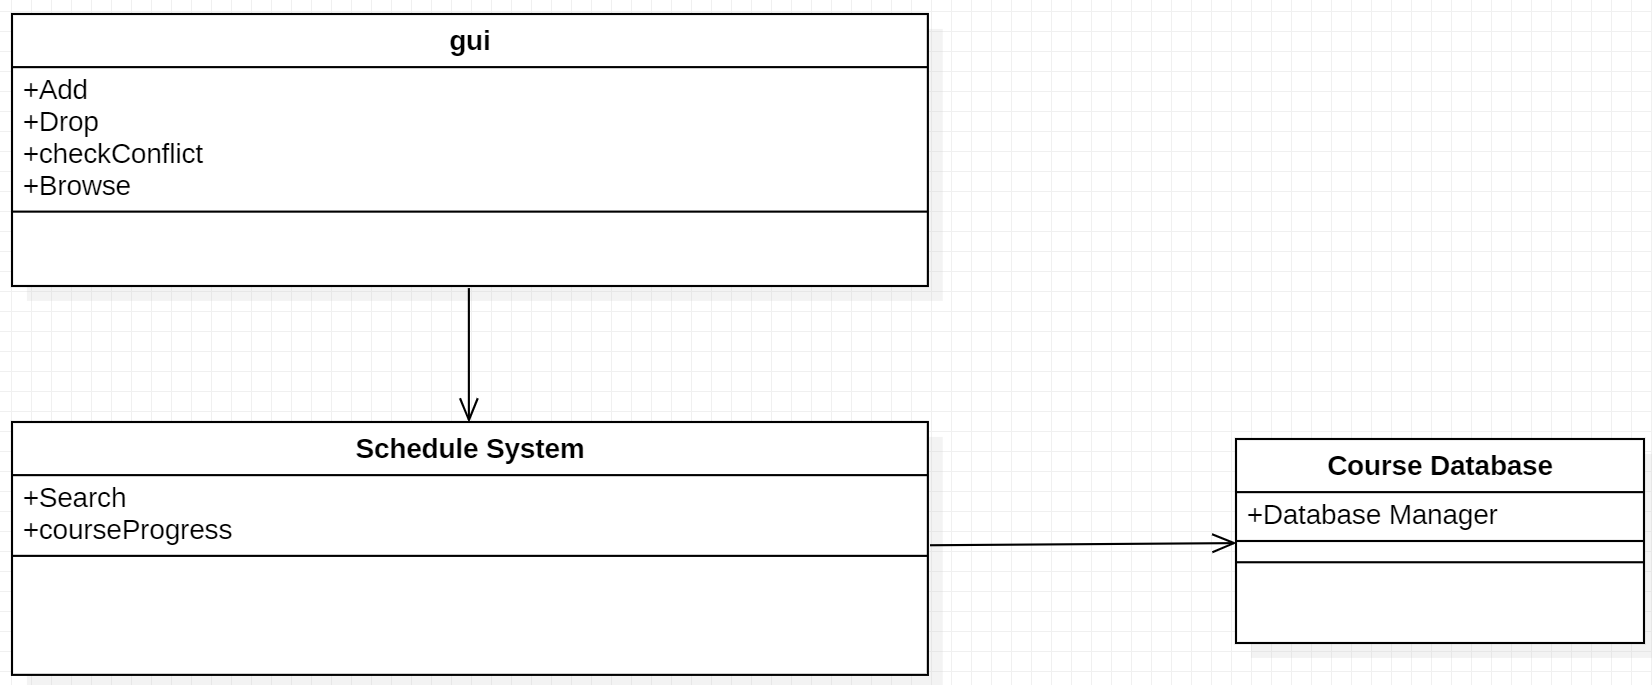 gui
+Add
+Drop
+checkConflict
+Browse
Schedule System
+Search
+courseProgress
Course Database
+Database Manager